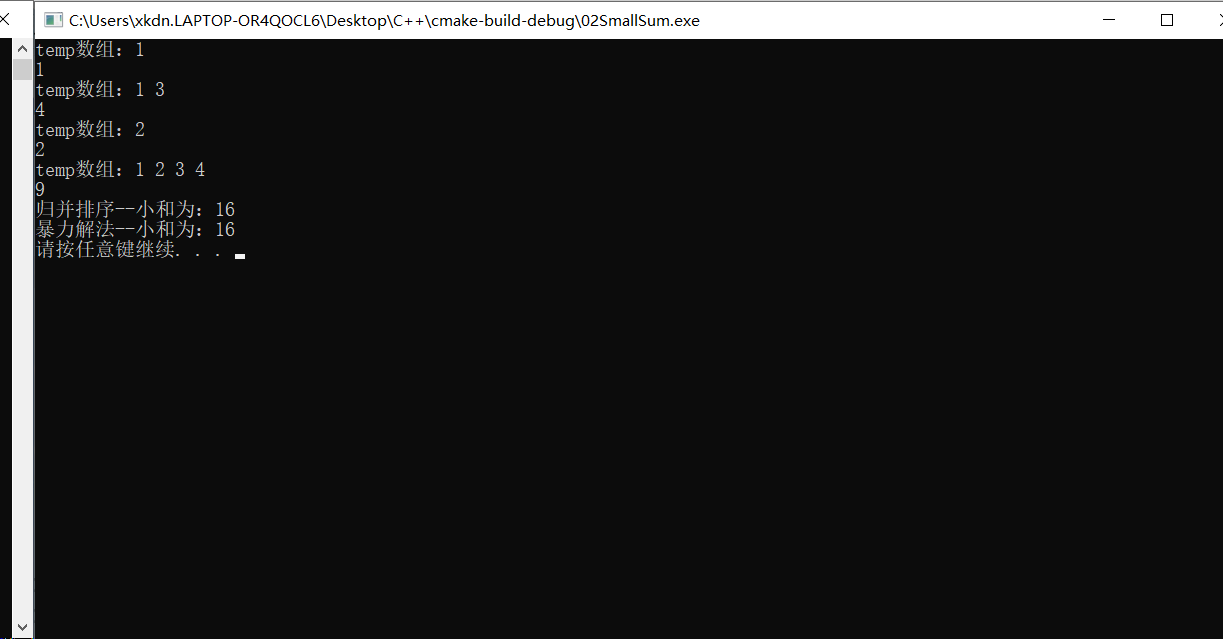 C:\Users\xkdn.LAPTOP-OR4QOCL6\Desktop\C++\cmake-build-debug\02SmallSum.exe
temp数组：1
1
temp数组：1 3
4
temp数组：2
2
temp数组：1 2 3 4
9
归并排序--小和为：16
暴力解法--小和为：16
请按任意键继续. . .